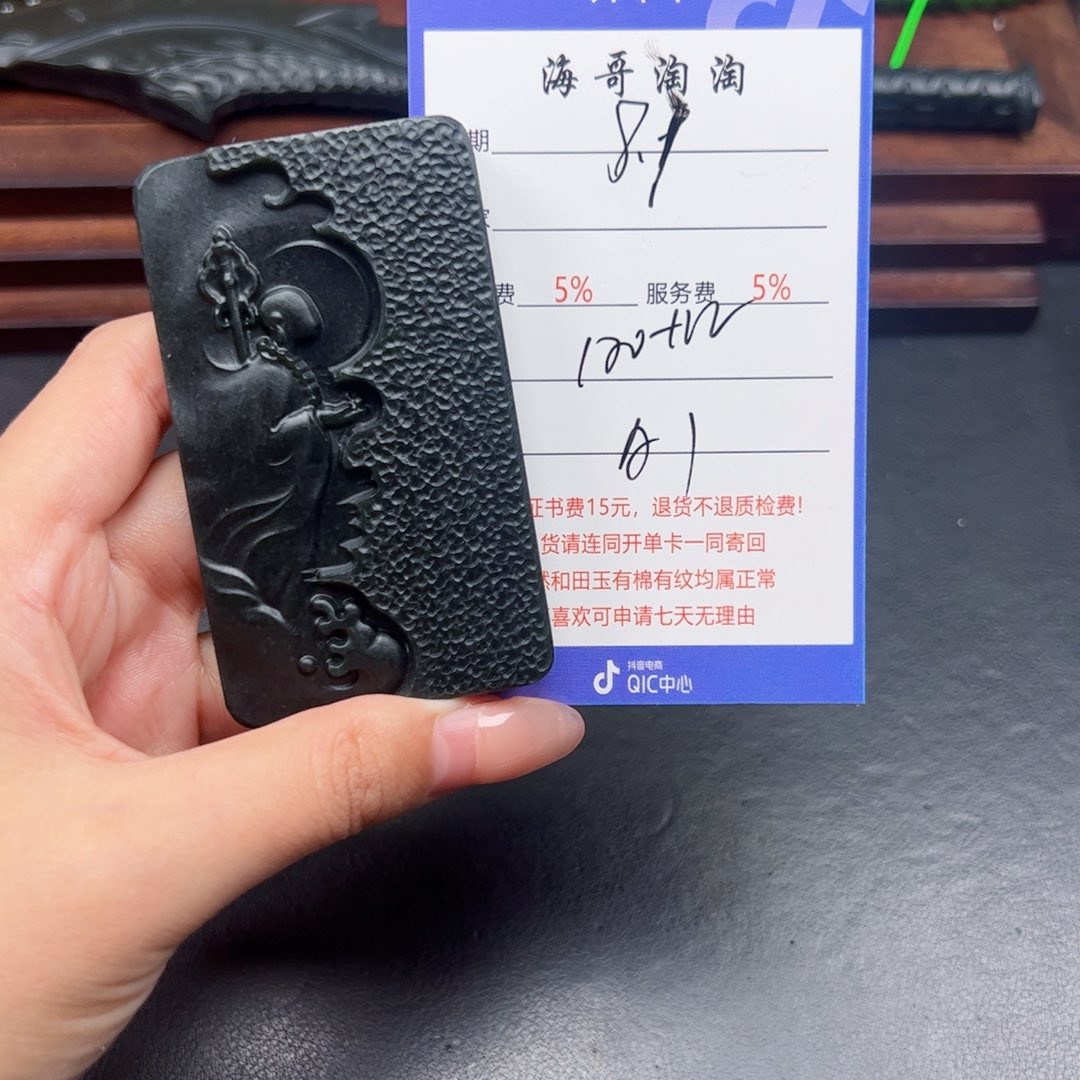 海哥淘淘
期
费 5% 服务费 5%
120+12
A1
证书费15元，退货不退质检费!
货请连同开单卡一同寄回
然和田玉有棉有纹均属正常
喜欢可申请七天无理由
抖音电商
QIC中心